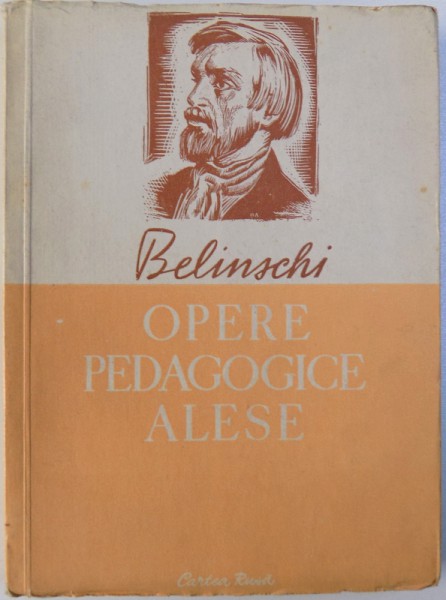 Belinschi
OPERE
PEDAGOGICE
ALESE
Cartea Rusă